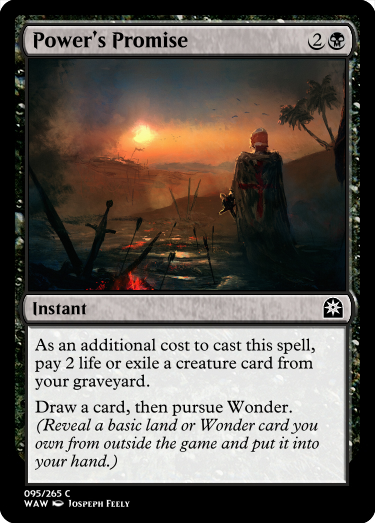 Power's Promise 2
Instant
As an additional cost to cast this spell,
pay 2 life or exile a creature card from
your graveyard.
Draw a card, then pursue Wonder.
(Reveal a basic land or Wonder card you
own from outside the game and put it into
your hand.)
095/265 C
WAW Jospeph Feely